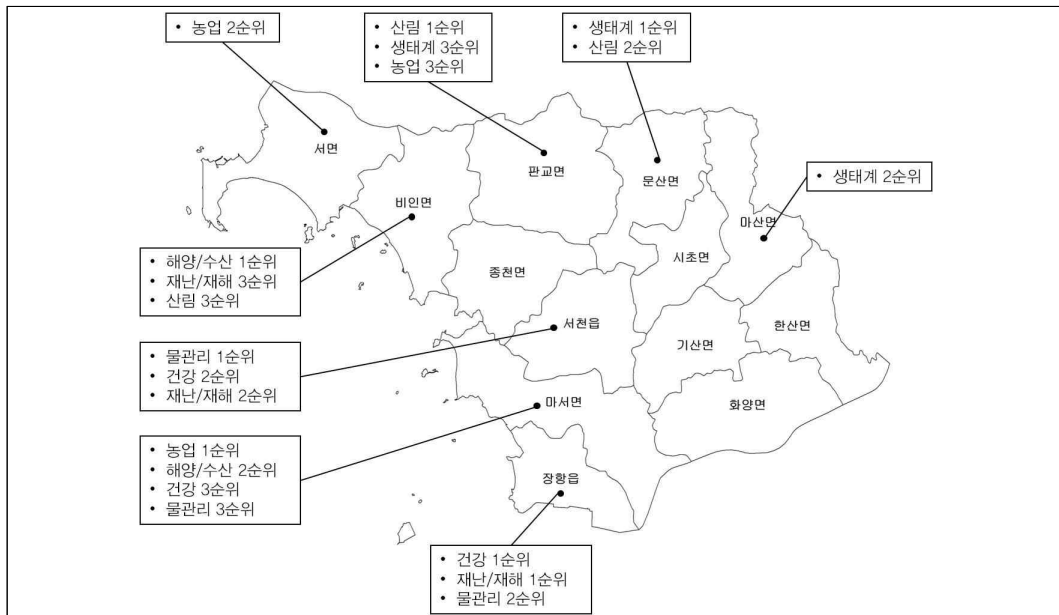 • 농업 2순위
• 산림 1순위
• 생태계 3순위
• 농업 3순위
• 생태계 1순위
• 산림 2순위
서면
판교면
문산면
• 생태계 2순위
비인면
마산면
• 해양/수산 1순위
• 재난/재해 3순위
• 산림 3순위
종천면
시초면
서천읍
기산면
한산면
• 물관리 1순위
• 건강 2순위
• 재난/재해 2순위
마서면
화양면
• 농업 1순위
• 해양/수산 2순위
• 건강 3순위
• 물관리 3순위
장항읍
• 건강 1순위
• 재난/재해 1순위
• 물관리 2순위